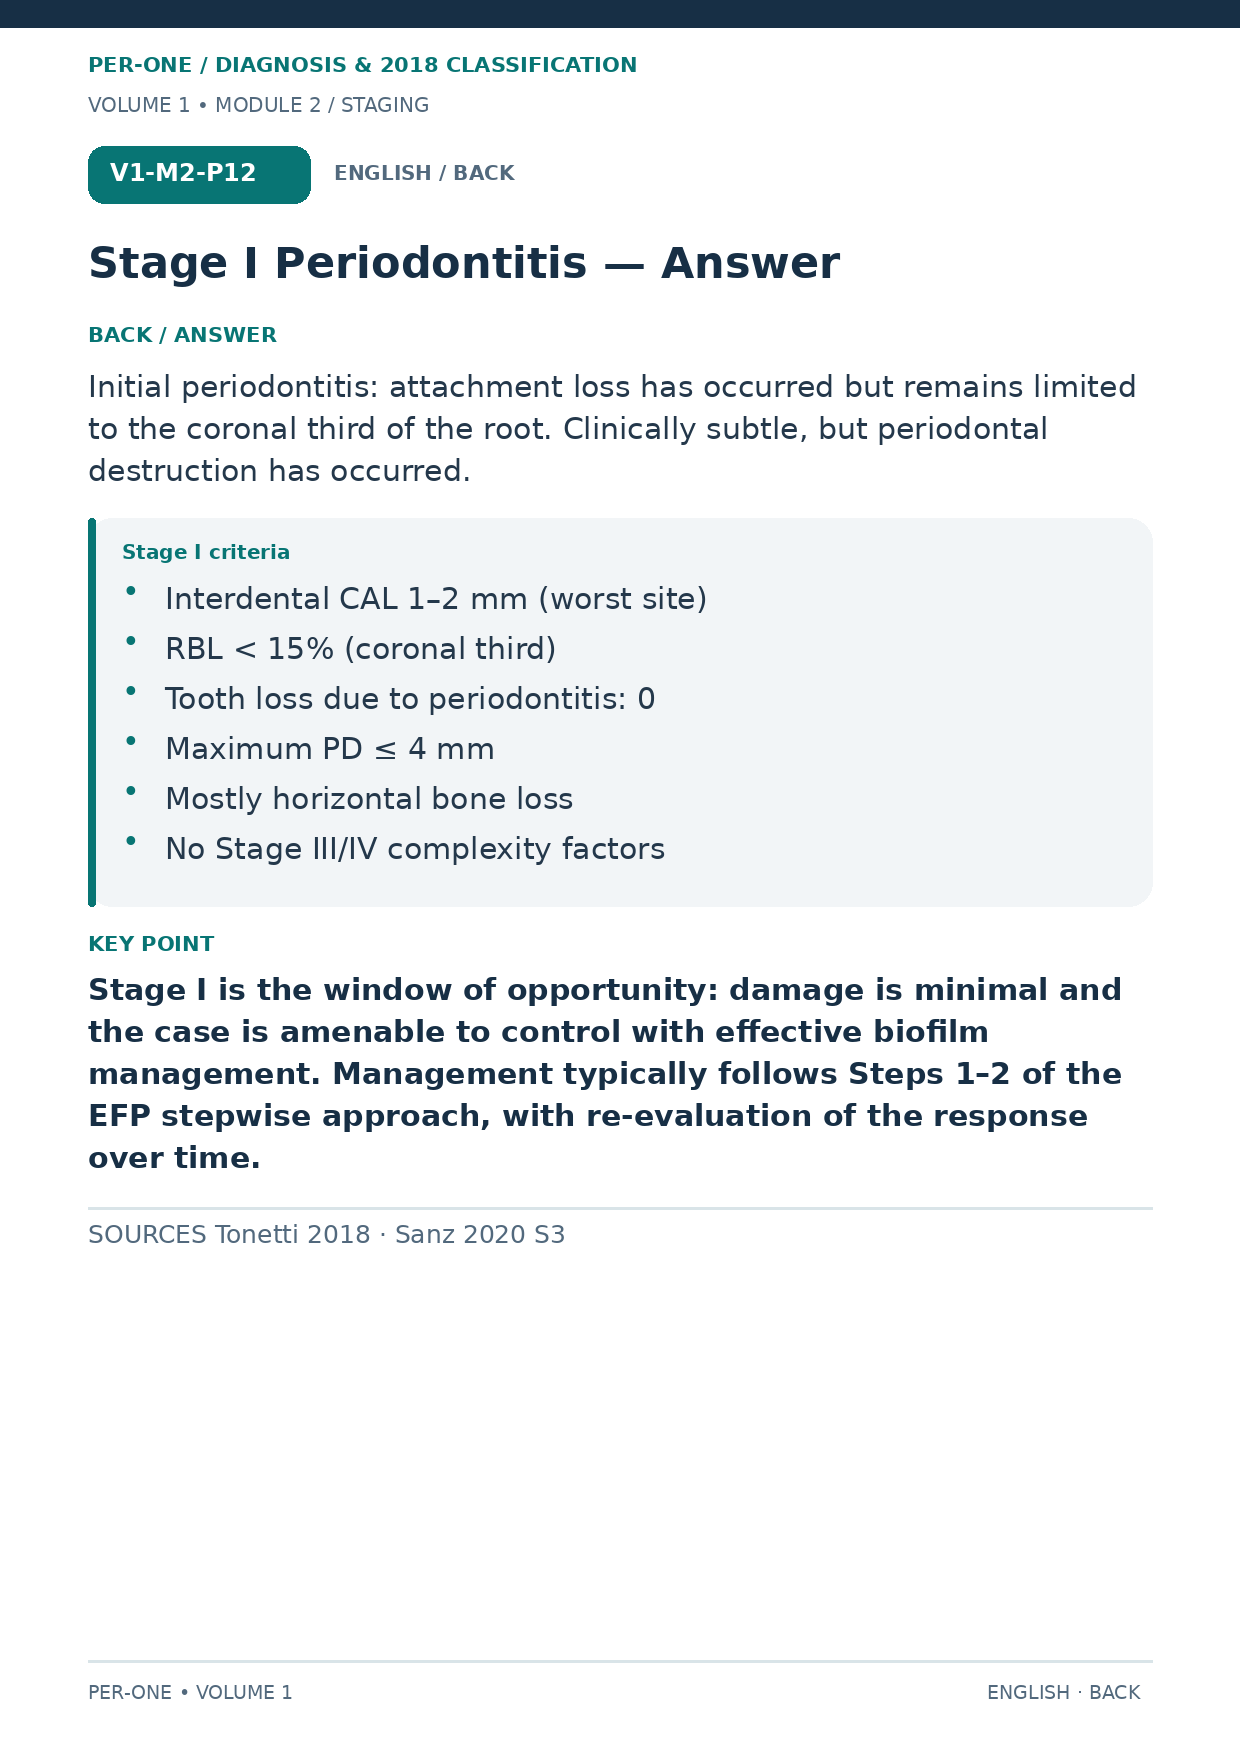 PER-ONE / DIAGNOSIS & 2018 CLASSIFICATION
VOLUME 1 • MODULE 2 / STAGING
V1-M2-P12
ENGLISH / BACK
Stage I Periodontitis — Answer
BACK / ANSWER
Initial periodontitis: attachment loss has occurred but remains limited
to the coronal third of the root. Clinically subtle, but periodontal
destruction has occurred.
Stage I criteria
• Interdental CAL 1–2 mm (worst site)
• RBL < 15% (coronal third)
• Tooth loss due to periodontitis: 0
• Maximum PD ≤ 4 mm
• Mostly horizontal bone loss
• No Stage III/IV complexity factors
KEY POINT
Stage I is the window of opportunity: damage is minimal and
the case is amenable to control with effective biofilm
management. Management typically follows Steps 1–2 of the
EFP stepwise approach, with re-evaluation of the response
over time.
SOURCES Tonetti 2018 · Sanz 2020 S3
PER-ONE • VOLUME 1
ENGLISH · BACK